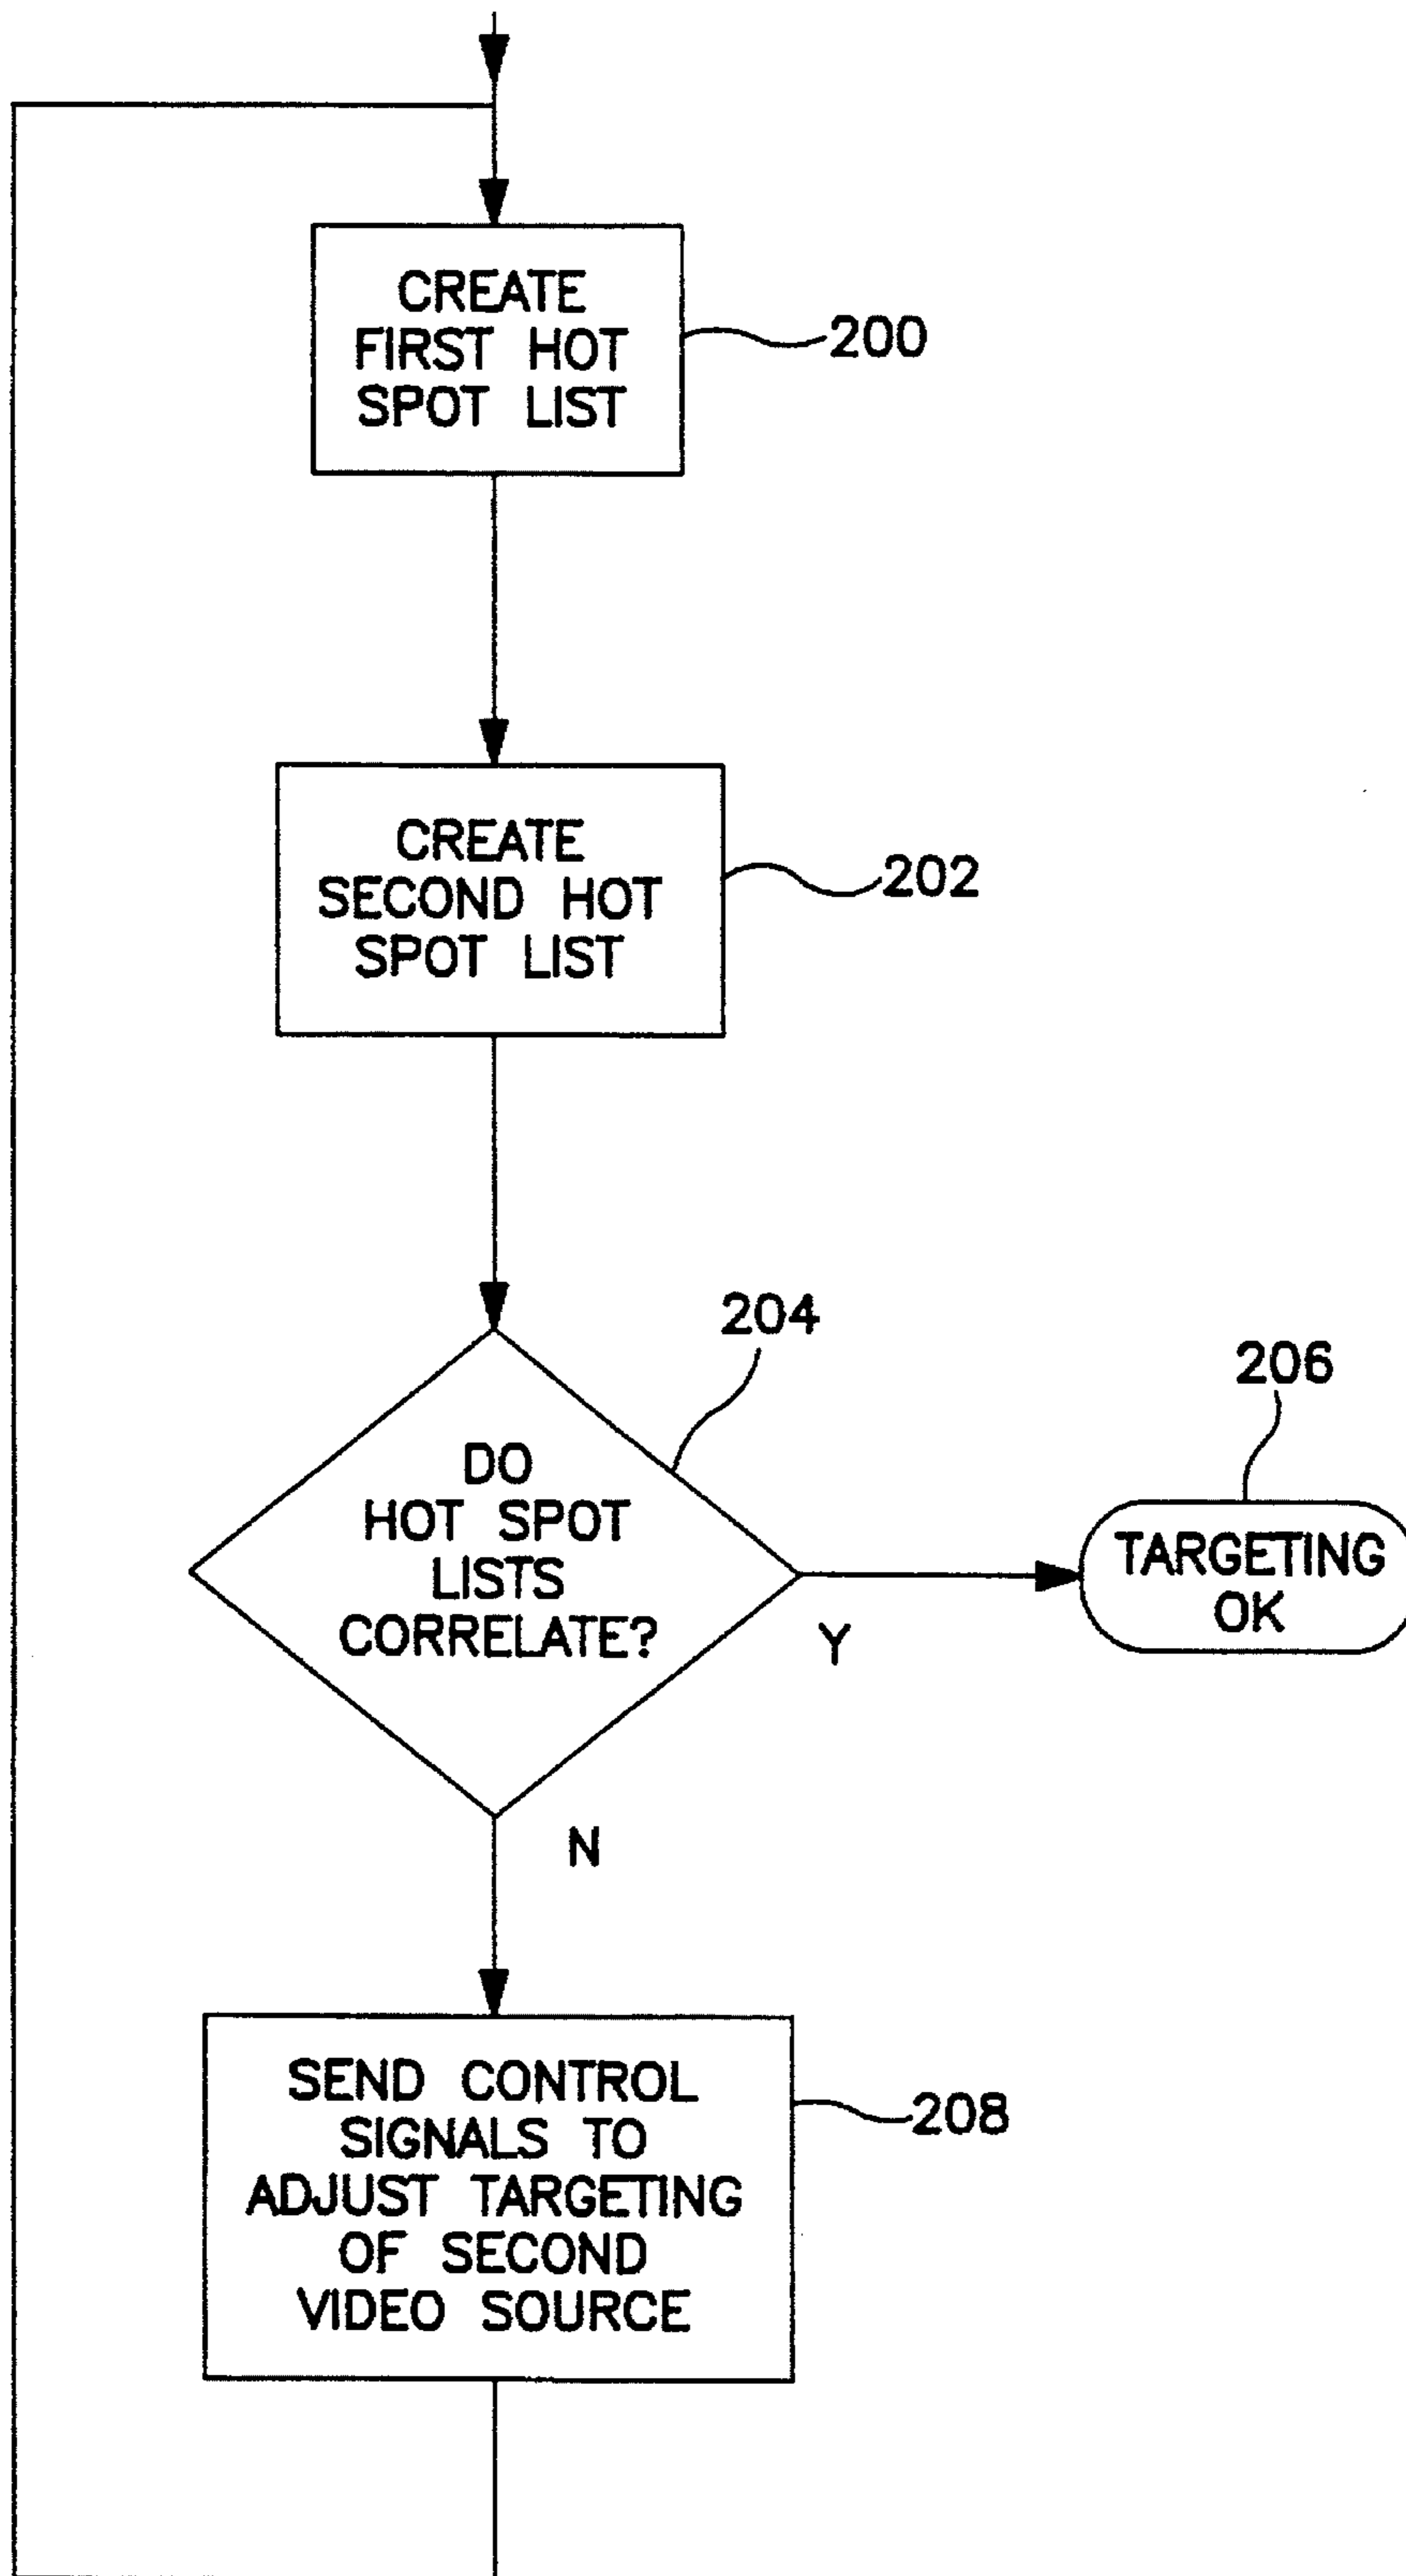 CREATE
FIRST HOT
SPOT LIST
200
CREATE
SECOND HOT
SPOT LIST
202
204
DO
HOT SPOT
LISTS
CORRELATE?
Y
206
TARGETING
OK
N
SEND CONTROL
SIGNALS TO
ADJUST TARGETING
OF SECOND
VIDEO SOURCE
208